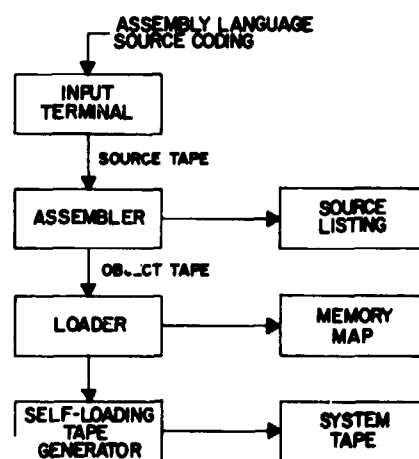 ASSEMBLY LANGUAGE
SOURCE CODING
INPUT
TERMINAL
SOURCE TAPE
ASSEMBLER
SOURCE
LISTING
TAPE
LOADER
MEMORY
MAP
SELF-LOADING
TAPE
GENERATOR
SYSTEM
TAPE